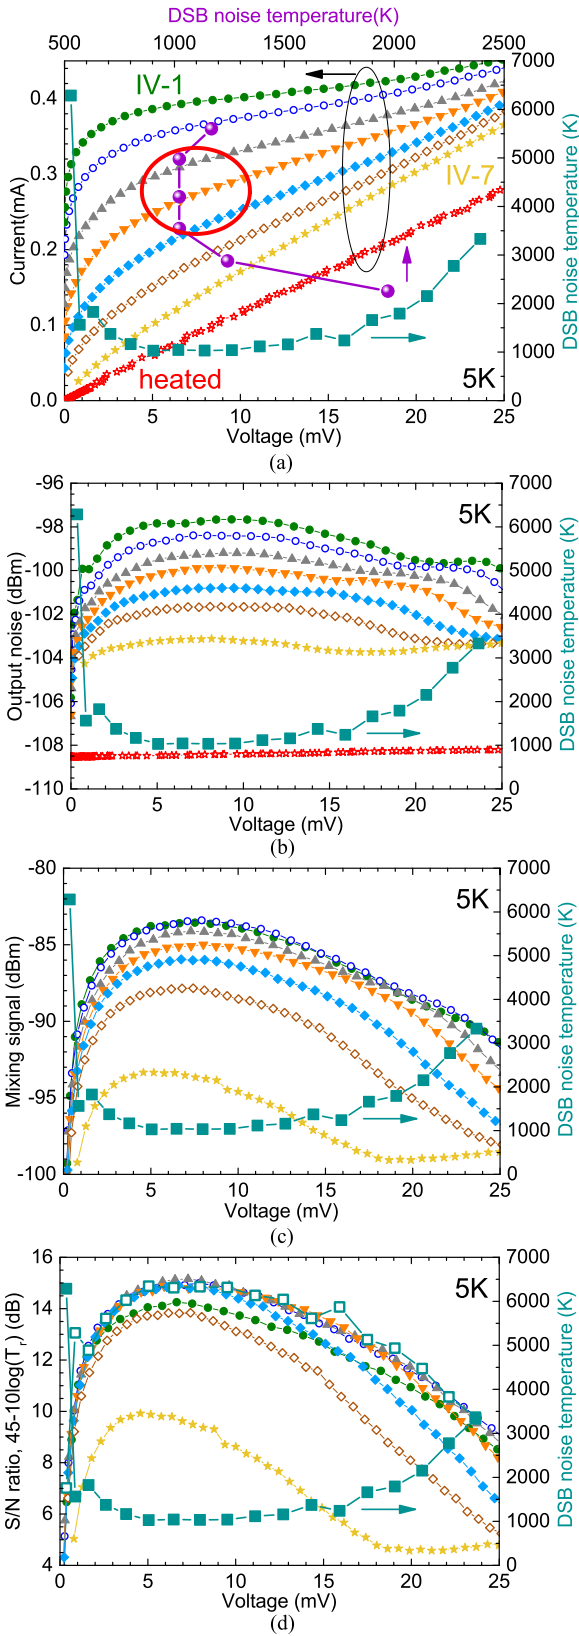 DSB noise temperature(K)
500 1000 1500 2000 2500
0.4
0.3
0.2
0.1
0.0
Current(mA)
IV-1
IV-7
heated
5K
7000
6000
5000
4000
3000
2000
1000
0
DSB noise temperature(K)
0 5 10 15 20 25
Voltage (mV)
(a)
-96
-98
-100
-102
-104
-106
-108
-110
Output noise (dBm)
5K
7000
6000
5000
4000
3000
2000
1000
0
DSB noise temperature (K)
0 5 10 15 20 25
Voltage (mV)
(b)
-80
-85
-90
-95
-100
Mixing signal (dBm)
5K
7000
6000
5000
4000
3000
2000
1000
0
DSB noise temperature (K)
0 5 10 15 20 25
Voltage (mV)
(c)
16
14
12
10
8
6
4
S/N ratio, 45-10log(Tr) (dB)
5K
7000
6000
5000
4000
3000
2000
1000
0
DSB noise temperature (K)
0 5 10 15 20 25
Voltage (mV)
(d)